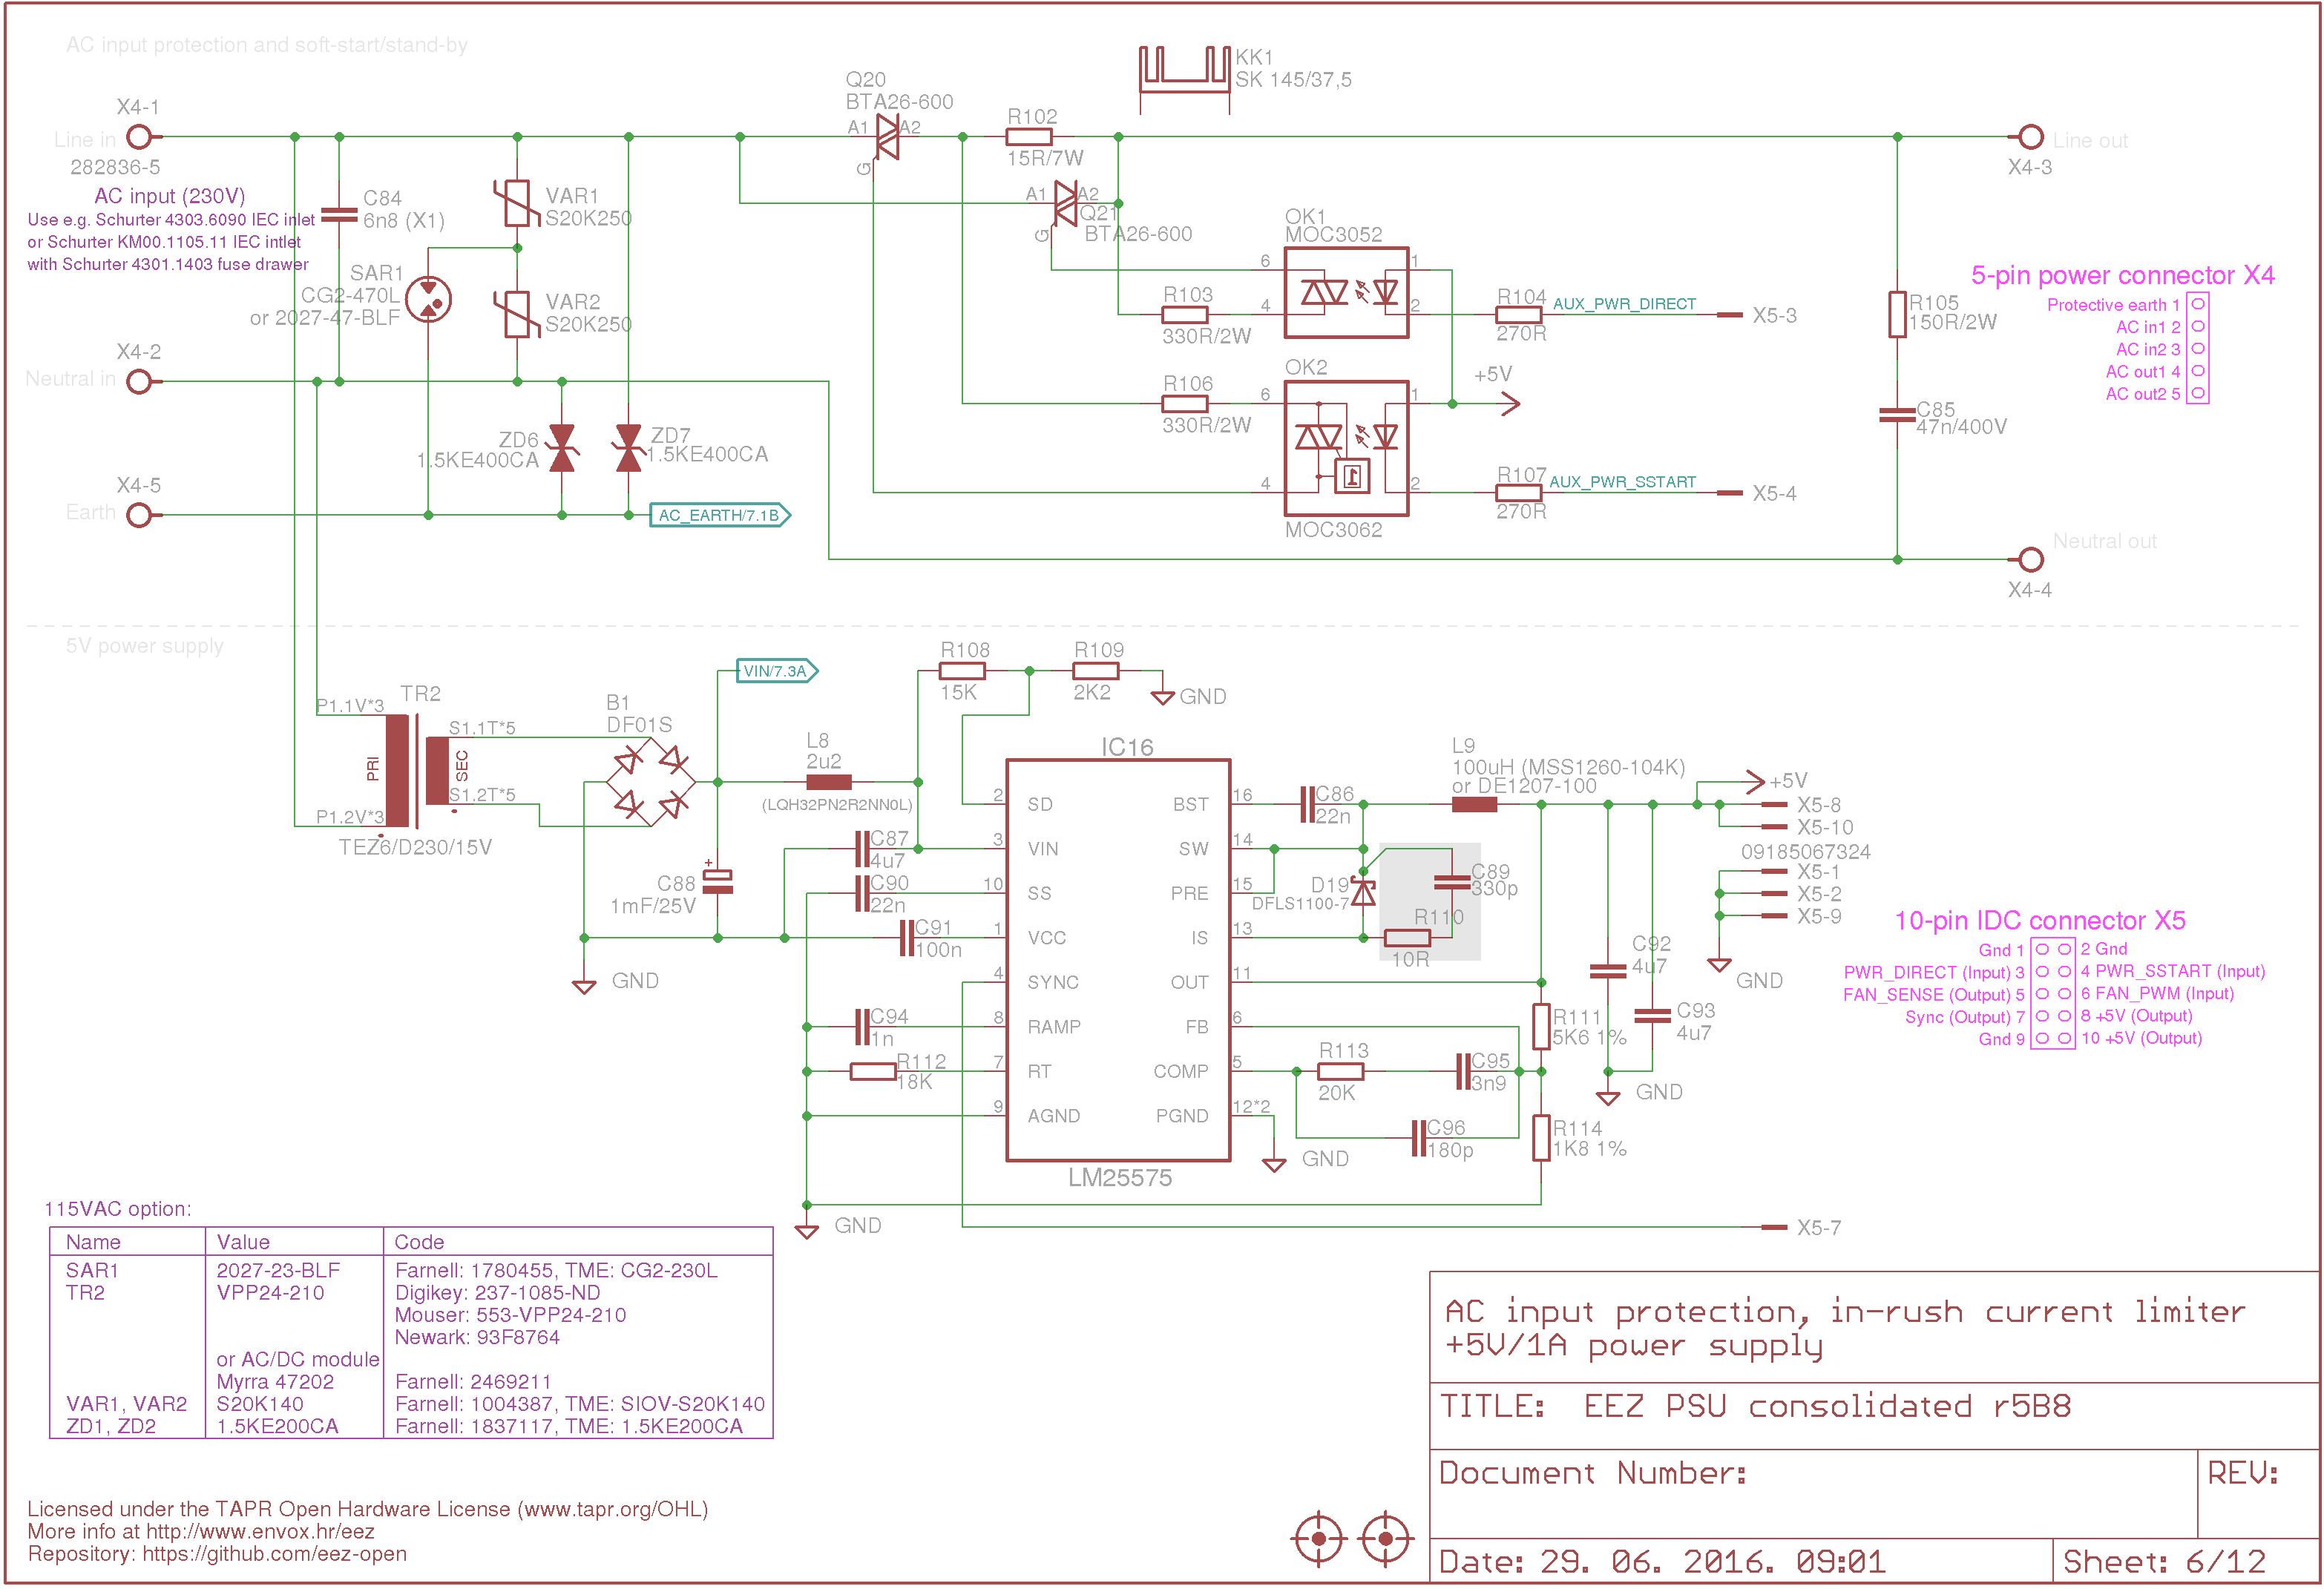 AC input protection and soft-start/stand-by
KK1
SK 145/37,5
Q20
BTA26-600
X4-1
A1
A2
G
R102
15R/7W
Line in
Line out
282836-5
X4-3
AC input (230V)
Use e.g. Schurter 4303.6090 IEC inlet
or Schurter KM00.1105.11 IEC intlet
with Schurter 4301.1403 fuse drawer
C84
6n8 (X1)
VAR1
S20K250
A1
A2
G
Q21
BTA26-600
OK1
MOC3052
6
1
4
2
SAR1
CG2-470L
or 2027-47-BLF
VAR2
S20K250
R103
330R/2W
R104
270R
AUX_PWR_DIRECT
X5-3
R105
150R/2W
5-pin power connector X4
Protective earth 1
AC in1 2
AC in2 3
AC out1 4
AC out2 5
X4-2
Neutral in
OK2
+5V
R106
330R/2W
6
1
4
2
1
MOC3062
C85
47n/400V
ZD6
1.5KE400CA
ZD7
1.5KE400CA
R107
270R
AUX_PWR_SSTART
X5-4
X4-5
Earth
AC_EARTH/7.1B
Neutral out
X4-4
5V power supply
VIN/7.3A
R108
15K
R109
2K2
GND
P1.1V*3
TR2
S1.1T*5
PRI
SEC
S1.2T*5
P1.2V*3
TEZ6/D230/15V
B1
DF01S
L8
2u2
(LQH32PN2R2NN0L)
IC16
L9
100uH (MSS1260-104K)
or DE1207-100
+5V
2
SD
BST
16
C86
22n
X5-8
X5-10
09185067324
C87
4u7
3
VIN
SW
14
X5-1
X5-2
X5-9
+
C88
1mF/25V
C90
22n
10
SS
PRE
15
D19
DFLS1100-7
C89
330p
R110
10R
C91
100n
1
VCC
IS
13
GND
C92
4u7
GND
4
SYNC
OUT
11
C94
1n
8
RAMP
FB
6
R111
5K6 1%
C93
4u7
R112
18K
7
RT
COMP
5
R113
20K
C95
3n9
GND
9
AGND
PGND
12*2
C96
180p
R114
1K8 1%
GND
LM25575
GND
X5-7
10-pin IDC connector X5
Gnd 1
2 Gnd
PWR_DIRECT (Input) 3
4 PWR_SSTART (Input)
FAN_SENSE (Output) 5
6 FAN_PWM (Input)
Sync (Output) 7
8 +5V (Output)
Gnd 9
10 +5V (Output)
115VAC option:
Name Value Code
SAR1 2027-23-BLF Farnell: 1780455, TME: CG2-230L
TR2 VPP24-210 Digikey: 237-1085-ND
Mouser: 553-VPP24-210
Newark: 93F8764
or AC/DC module
Myrra 47202 Farnell: 2469211
VAR1, VAR2 S20K140 Farnell: 1004387, TME: SIOV-S20K140
ZD1, ZD2 1.5KE200CA Farnell: 1837117, TME: 1.5KE200CA
Licensed under the TAPR Open Hardware License (www.tapr.org/OHL)
More info at http://www.envox.hr/eez
Repository: https://github.com/eez-open
AC input protection, in-rush current limiter
+5V/1A power supply
TITLE: EEZ PSU consolidated r5B8
Document Number:
REV:
Date: 29. 06. 2016. 09:01
Sheet: 6/12